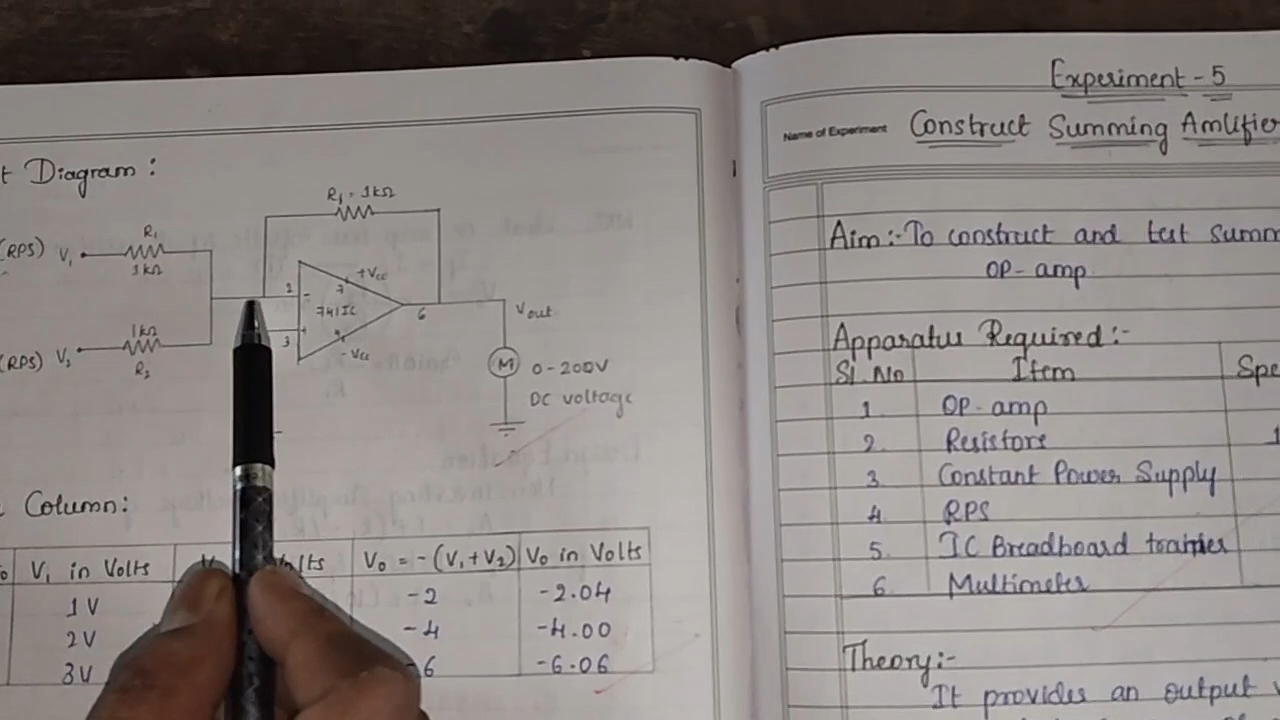 t Diagram :
Rf = 1kΩ
(RPS) V₁
R₁
1kΩ
2
-
+Vcc
7
741IC
6
Vout
+
3
4
-Vcc
1kΩ
(RPS) V₂
R₂
M
0-200V
DC voltage
Column:
V₁ in Volts
V₀ = -(V₁+V₂)
V₀ in Volts
1V -2 -2.04
2V -4 -4.00
3V -6 -6.06
Experiment - 5
Name of Experiment Construct Summing Amlifier
Aim:- To construct and test summ
OP-amp
Apparatus Required:-
Sl. No Item Spe
1. OP-amp
2. Resistors 1
3. Constant Power Supply
4 RPS
5. IC Breadboard trainer
6. Multimeter
Theory:-
It provides an output v